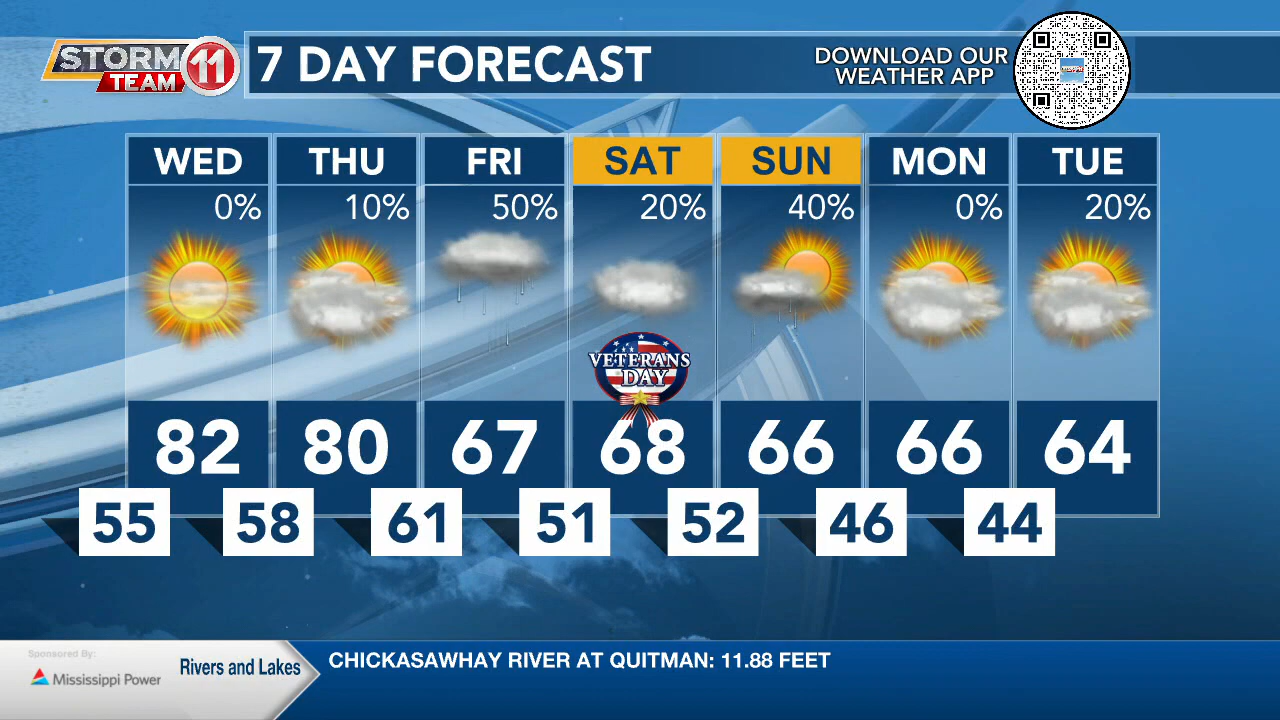 STORM TEAM 11
7 DAY FORECAST
DOWNLOAD OUR
WEATHER APP
WED THU FRI SAT SUN MON TUE
0% 10% 50% 20% 40% 0% 20%
VETERANS
DAY
82 80 67 68 66 66 64
55 58 61 51 52 46 44
Sponsored By:
Mississippi Power
Rivers and Lakes
CHICKASAWHAY RIVER AT QUITMAN: 11.88 FEET